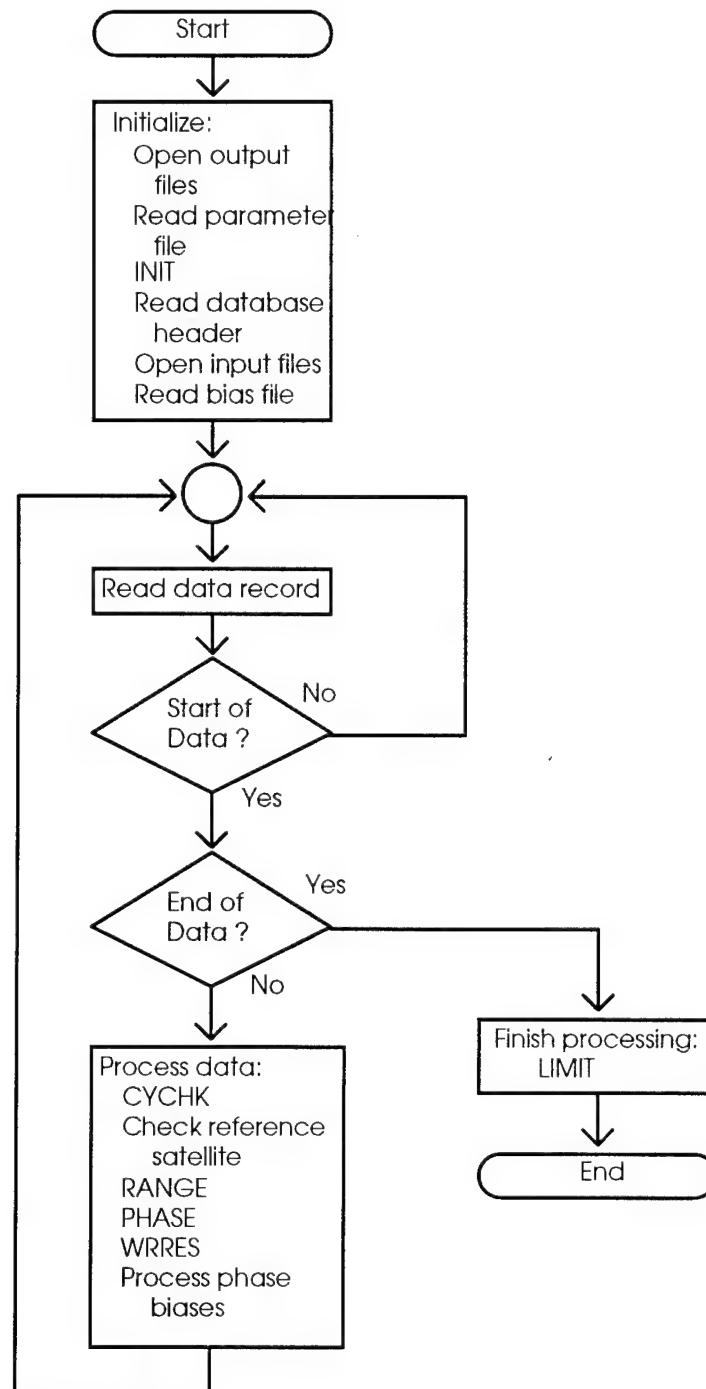 Start
Initialize:
Open output
files
Read parameter
file
INIT
Read database
header
Open input files
Read bias file
Read data record
No
Start of
Data ?
Yes
Yes
End of
Data ?
No
Process data:
CYCHK
Check reference
satellite
RANGE
PHASE
WRRES
Process phase
biases
Finish processing:
LIMIT
End